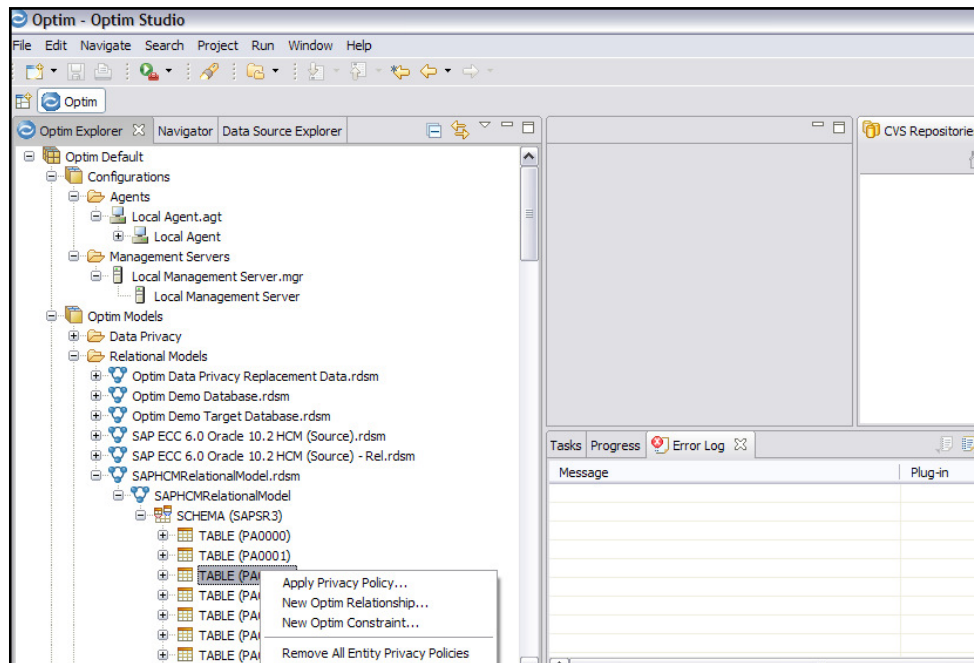 Optim - Optim Studio
File Edit Navigate Search Project Run Window Help
Optim
Optim Explorer Navigator Data Source Explorer
CVS Repositorie
Optim Default
Configurations
Agents
Local Agent.agt
Local Agent
Management Servers
Local Management Server.mgr
Local Management Server
Optim Models
Data Privacy
Relational Models
Optim Data Privacy Replacement Data.rdsm
Optim Demo Database.rdsm
Optim Demo Target Database.rdsm
SAP ECC 6.0 Oracle 10.2 HCM (Source).rdsm
SAP ECC 6.0 Oracle 10.2 HCM (Source) - Rel.rdsm
SAPHCMRelationalModel.rdsm
SAPHCMRelationalModel
SCHEMA (SAPSR3)
TABLE (PA0000)
TABLE (PA0001)
TABLE (PA0
TABLE (PA
TABLE (PA
TABLE (PA
TABLE (PA
Apply Privacy Policy...
New Optim Relationship...
New Optim Constraint...
Remove All Entity Privacy Policies
Tasks Progress Error Log
Message Plug-in